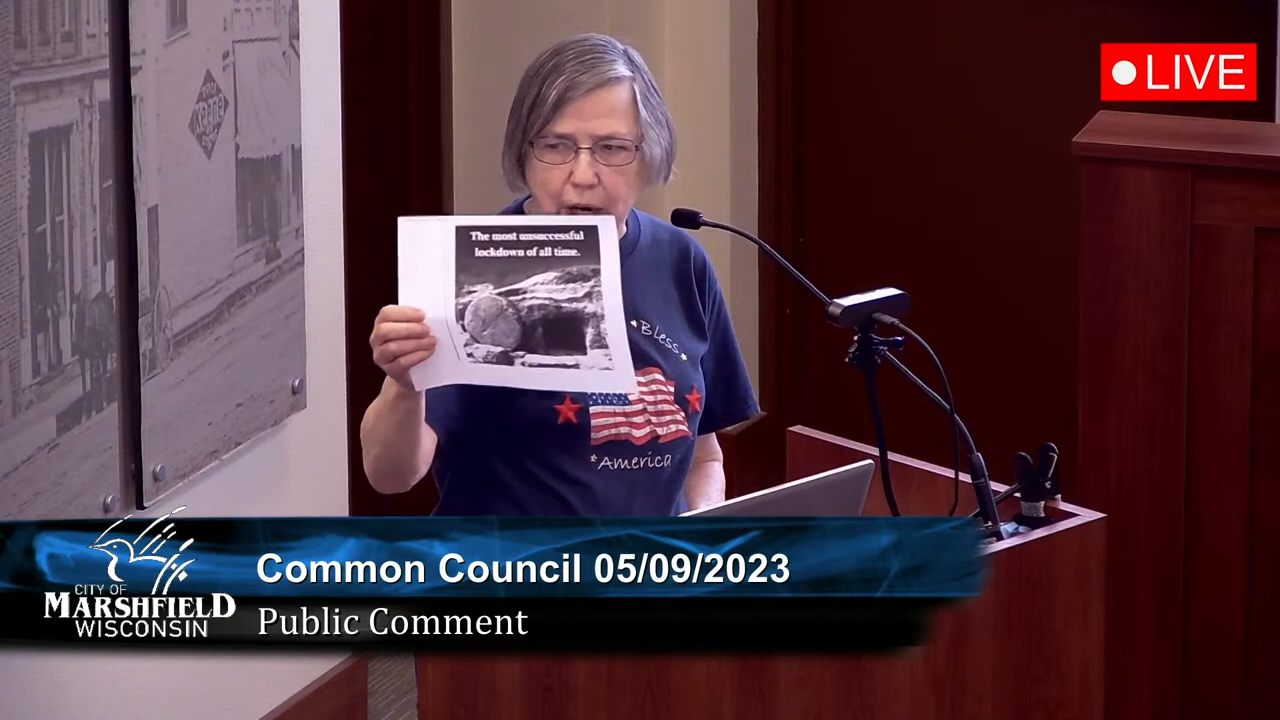 LIVE
KEENE
The most unsuccessful
lockdown of all time.
*Bless*
*America
Common Council 05/09/2023
Public Comment
CITY OF
MARSHFIELD
WISCONSIN